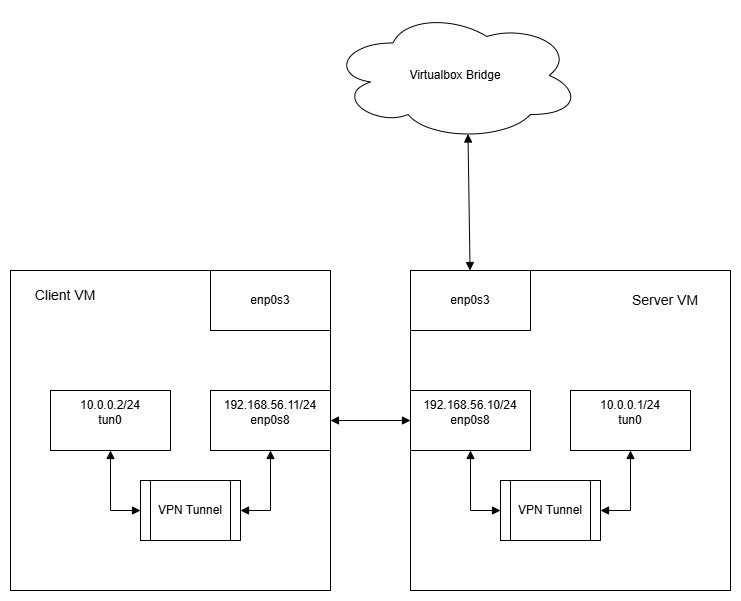 Virtualbox Bridge
Client VM
enp0s3
enp0s3
Server VM
10.0.0.2/24
tun0
192.168.56.11/24
enp0s8
192.168.56.10/24
enp0s8
10.0.0.1/24
tun0
VPN Tunnel
VPN Tunnel